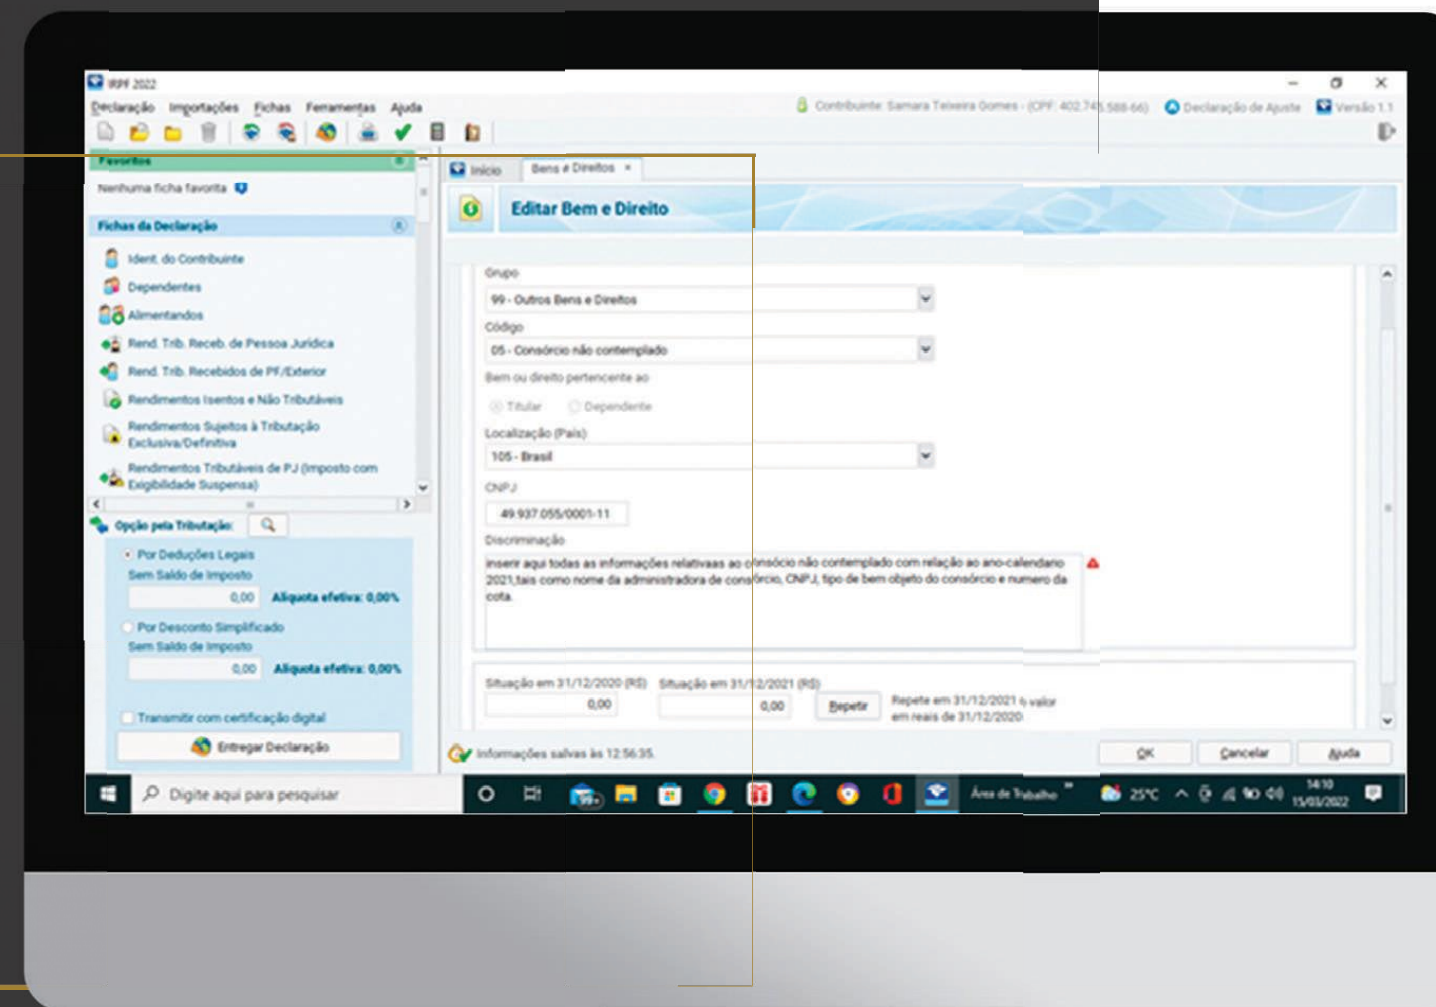 IRPF 2022
Declaração Importações Fichas Ferramentas Ajuda
Contribuinte: Samara Teixeira Gomes - (CPF: 402.745.588-66) Declaração de Ajuste Versão 1.1
Favoritos
Nenhuma ficha favorita
Fichas da Declaração
Ident. do Contribuinte
Dependentes
Alimentandos
Rend. Trib. Receb. de Pessoa Jurídica
Rend. Trib. Recebidos de PF/Exterior
Rendimentos Isentos e Não Tributáveis
Rendimentos Sujeitos à Tributação
Exclusiva/Definitiva
Rendimentos Tributáveis de PJ (Imposto com
Exigibilidade Suspensa)
Opção pela Tributação:
Por Deduções Legais
Sem Saldo de Imposto
0,00 Alíquota efetiva: 0,00%
Por Desconto Simplificado
Sem Saldo de Imposto
0,00 Alíquota efetiva: 0,00%
Transmitir com certificação digital
Entregar Declaração
Início Bens e Direitos ×
Editar Bem e Direito
Grupo
99 - Outros Bens e Direitos
Código
05 - Consórcio não contemplado
Bem ou direito pertencente ao
Titular Dependente
Localização (País)
105 - Brasil
CNPJ
49.937.055/0001-11
Discriminação
inserir aqui todas as informações relativaas ao consócio não contemplado com relação ao ano-calendario
2021,tais como nome da administradora de consórcio, CNPJ, tipo de bem objeto do consórcio e numero da
cota.
Situação em 31/12/2020 (R$) Situação em 31/12/2021 (R$)
0,00 0,00 Repetir Repete em 31/12/2021 o valor
em reais de 31/12/2020
Informações salvas às 12:56:35.
OK Cancelar Ajuda
Digite aqui para pesquisar
99+
Área de Trabalho
25°C
14:10
15/03/2022